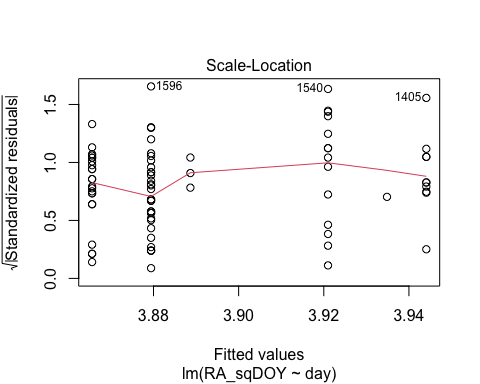 Scale-Location
√|Standardized residuals|
1.5
1.0
0.5
0.0
1596
1540
1405
3.88
3.90
3.92
3.94
Fitted values
lm(RA_sqDOY ~ day)